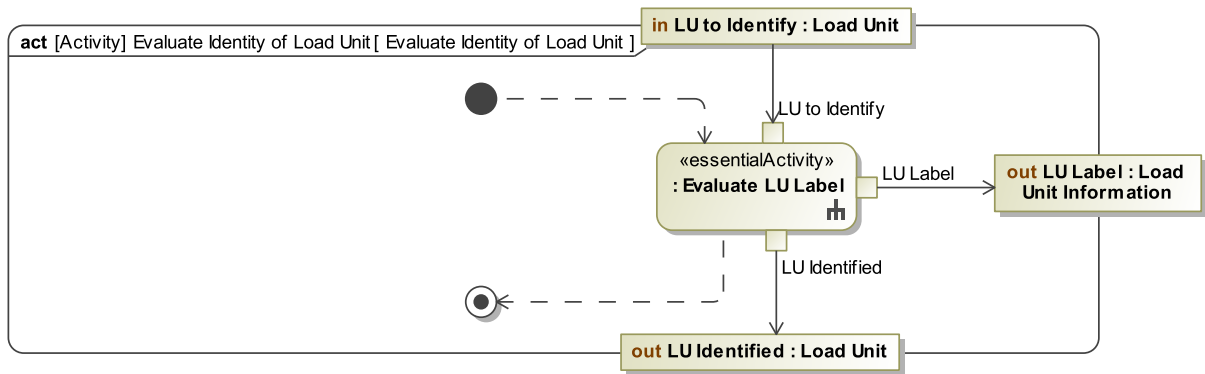 in LU to Identify : Load Unit
act [Activity] Evaluate Identity of Load Unit [ Evaluate Identity of Load Unit ]
LU to Identify
«essentialActivity»
: Evaluate LU Label
LU Label
out LU Label : Load
Unit Information
LU Identified
out LU Identified : Load Unit